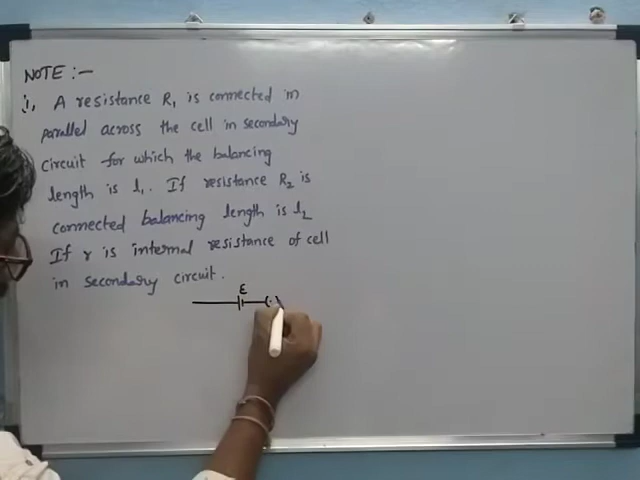 NOTE :-
i, A resistance R₁ is connected in
parallel across the cell in secondary
circuit for which the balancing
length is l₁. If resistance R₂ is
connected balancing length is l₂
If r is internal resistance of cell
in secondary circuit.
ε